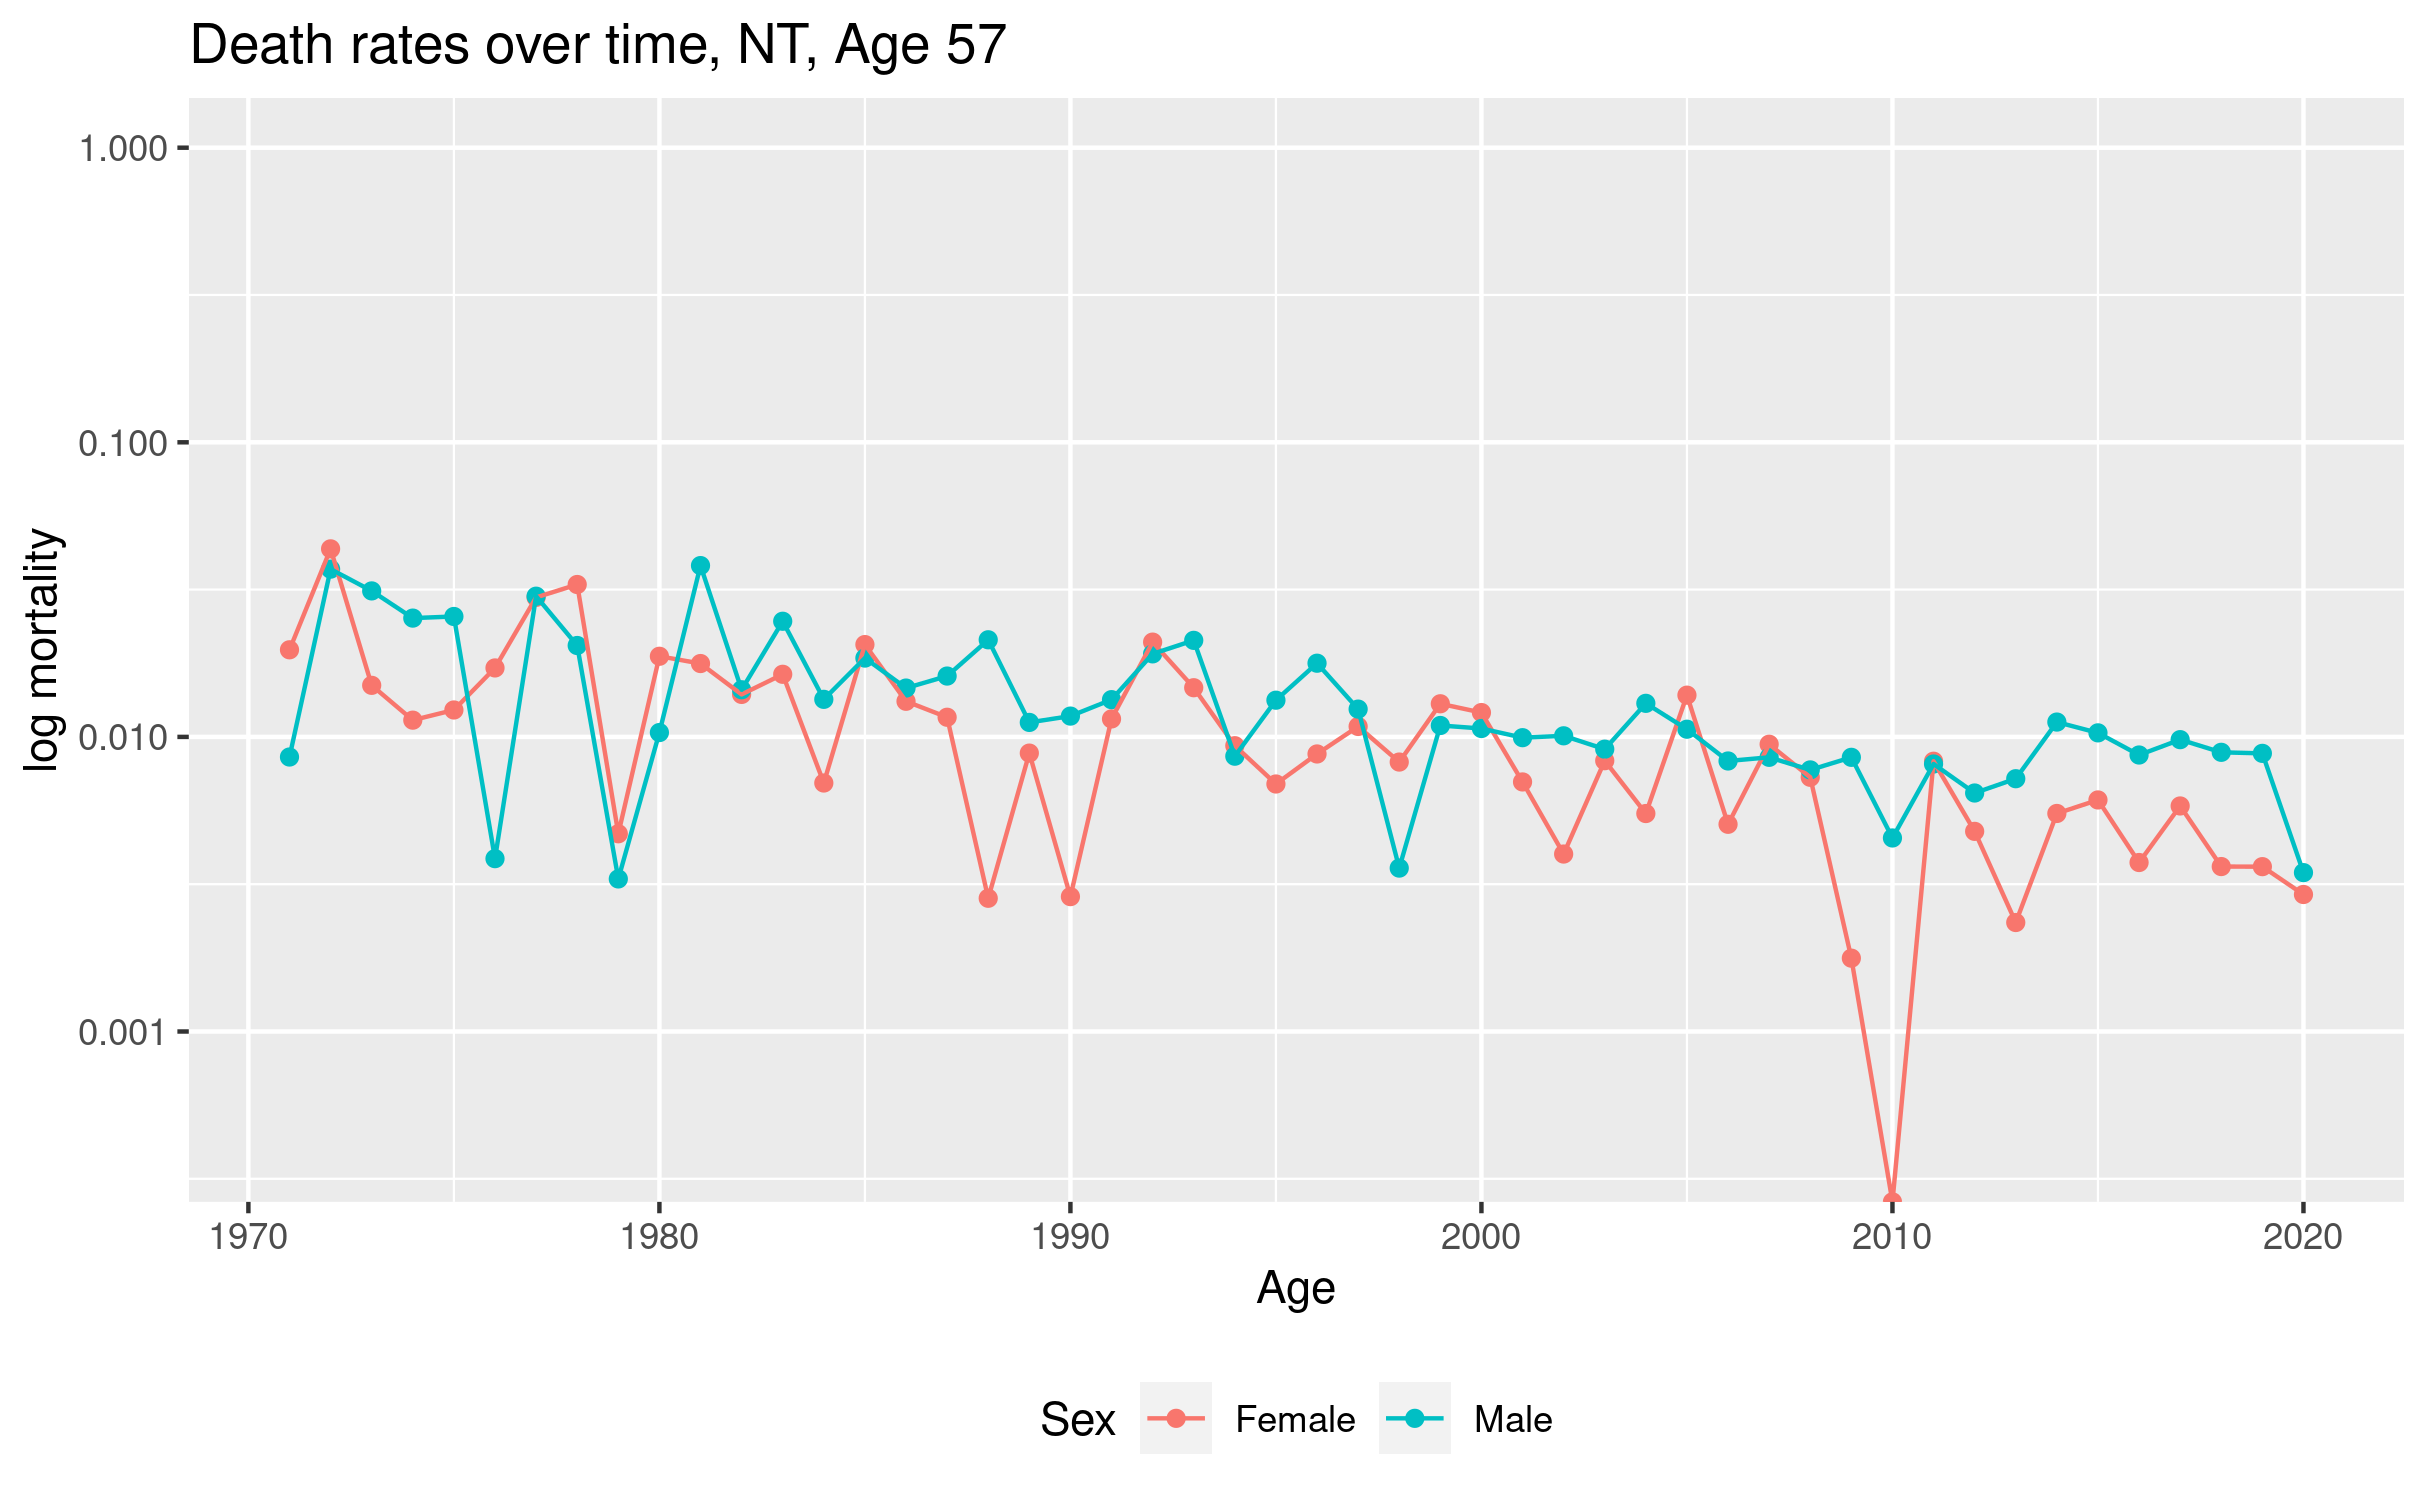 Death rates over time, NT, Age 57
1.000
0.100
0.010
0.001
log mortality
1970 1980 1990 2000 2010 2020
Age
Sex Female Male